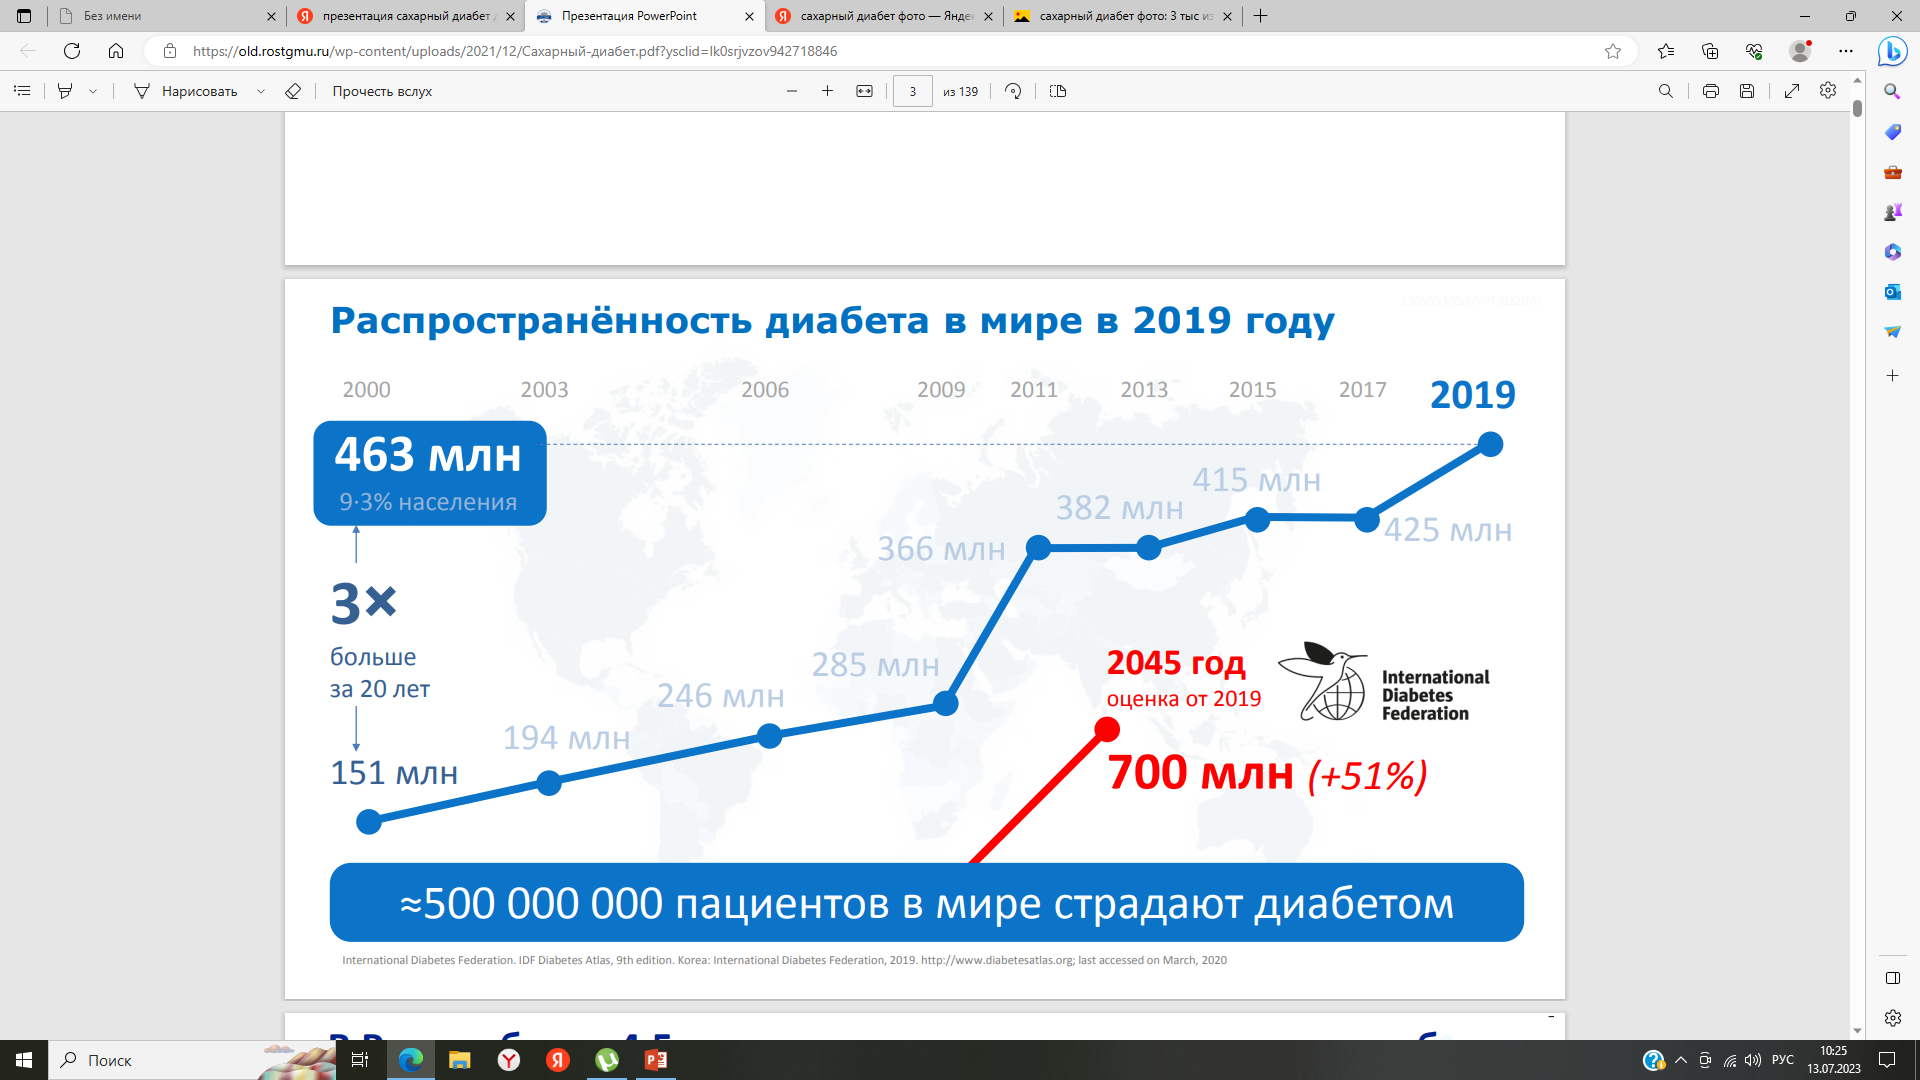 Без имени
презентация сахарный диабет
Презентация PowerPoint
сахарный диабет фото — Янде
сахарный диабет фото: 3 тыс из
https://old.rostgmu.ru/wp-content/uploads/2021/12/Сахарный-диабет.pdf?ysclid=lk0srjvzov942718846
Нарисовать
Прочесть вслух
3
из 139
Распространённость диабета в мире в 2019 году
2000 2003 2006 2009 2011 2013 2015 2017 2019
463 млн
9·3% населения
415 млн
382 млн
425 млн
366 млн
3×
больше
за 20 лет
285 млн
246 млн
194 млн
151 млн
2045 год
оценка от 2019
700 млн (+51%)
International
Diabetes
Federation
≈500 000 000 пациентов в мире страдают диабетом
International Diabetes Federation. IDF Diabetes Atlas, 9th edition. Korea: International Diabetes Federation, 2019. http://www.diabetesatlas.org; last accessed on March, 2020
Поиск
РУС
10:25
13.07.2023